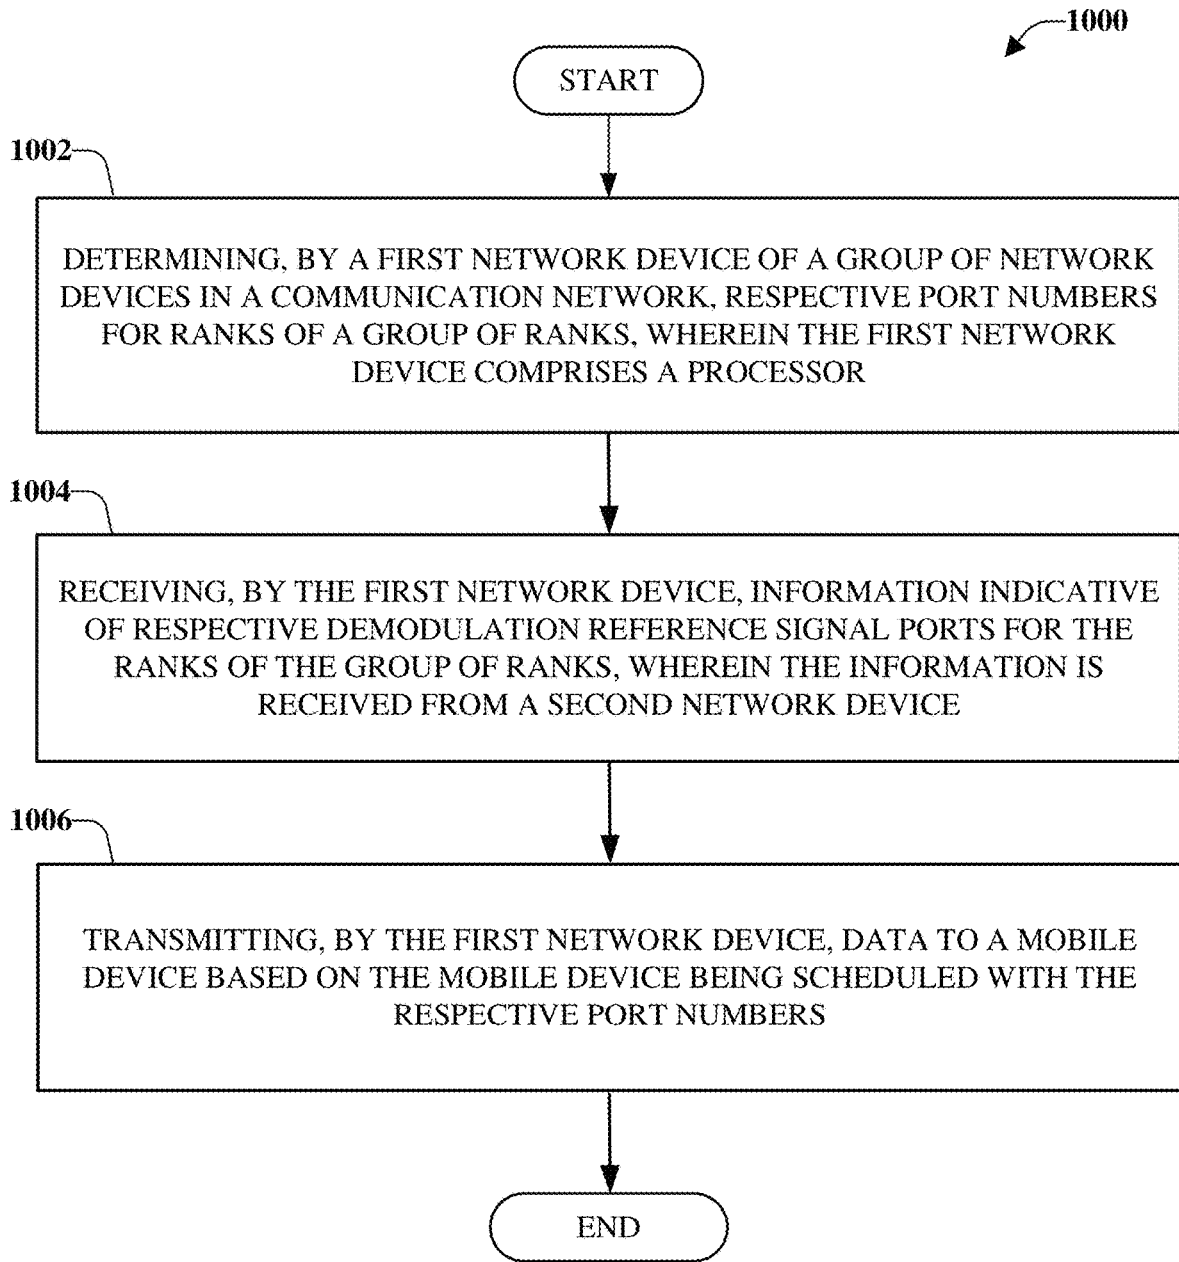 1000
START
1002
DETERMINING, BY A FIRST NETWORK DEVICE OF A GROUP OF NETWORK
DEVICES IN A COMMUNICATION NETWORK, RESPECTIVE PORT NUMBERS
FOR RANKS OF A GROUP OF RANKS, WHEREIN THE FIRST NETWORK
DEVICE COMPRISES A PROCESSOR
1004
RECEIVING, BY THE FIRST NETWORK DEVICE, INFORMATION INDICATIVE
OF RESPECTIVE DEMODULATION REFERENCE SIGNAL PORTS FOR THE
RANKS OF THE GROUP OF RANKS, WHEREIN THE INFORMATION IS
RECEIVED FROM A SECOND NETWORK DEVICE
1006
TRANSMITTING, BY THE FIRST NETWORK DEVICE, DATA TO A MOBILE
DEVICE BASED ON THE MOBILE DEVICE BEING SCHEDULED WITH THE
RESPECTIVE PORT NUMBERS
END